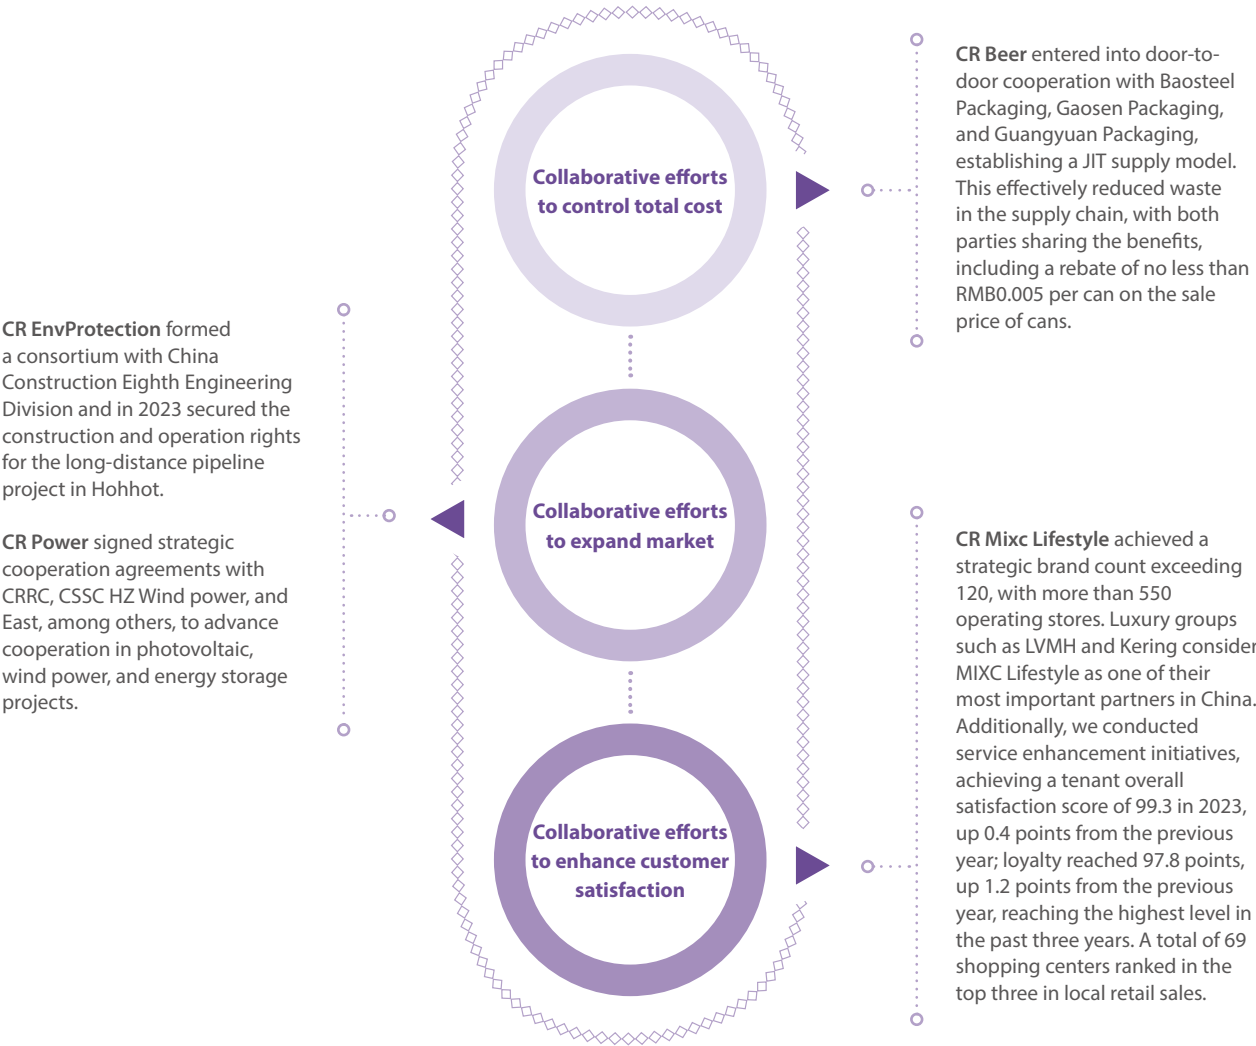 Collaborative efforts
to control total cost
CR Beer entered into door-to-
door cooperation with Baosteel
Packaging, Gaosen Packaging,
and Guangyuan Packaging,
establishing a JIT supply model.
This effectively reduced waste
in the supply chain, with both
parties sharing the benefits,
including a rebate of no less than
RMB0.005 per can on the sale
price of cans.
Collaborative efforts
to expand market
CR EnvProtection formed
a consortium with China
Construction Eighth Engineering
Division and in 2023 secured the
construction and operation rights
for the long-distance pipeline
project in Hohhot.
CR Power signed strategic
cooperation agreements with
CRRC, CSSC HZ Wind power, and
East, among others, to advance
cooperation in photovoltaic,
wind power, and energy storage
projects.
Collaborative efforts
to enhance customer
satisfaction
CR Mixc Lifestyle achieved a
strategic brand count exceeding
120, with more than 550
operating stores. Luxury groups
such as LVMH and Kering consider
MIXC Lifestyle as one of their
most important partners in China.
Additionally, we conducted
service enhancement initiatives,
achieving a tenant overall
satisfaction score of 99.3 in 2023,
up 0.4 points from the previous
year; loyalty reached 97.8 points,
up 1.2 points from the previous
year, reaching the highest level in
the past three years. A total of 69
shopping centers ranked in the
top three in local retail sales.